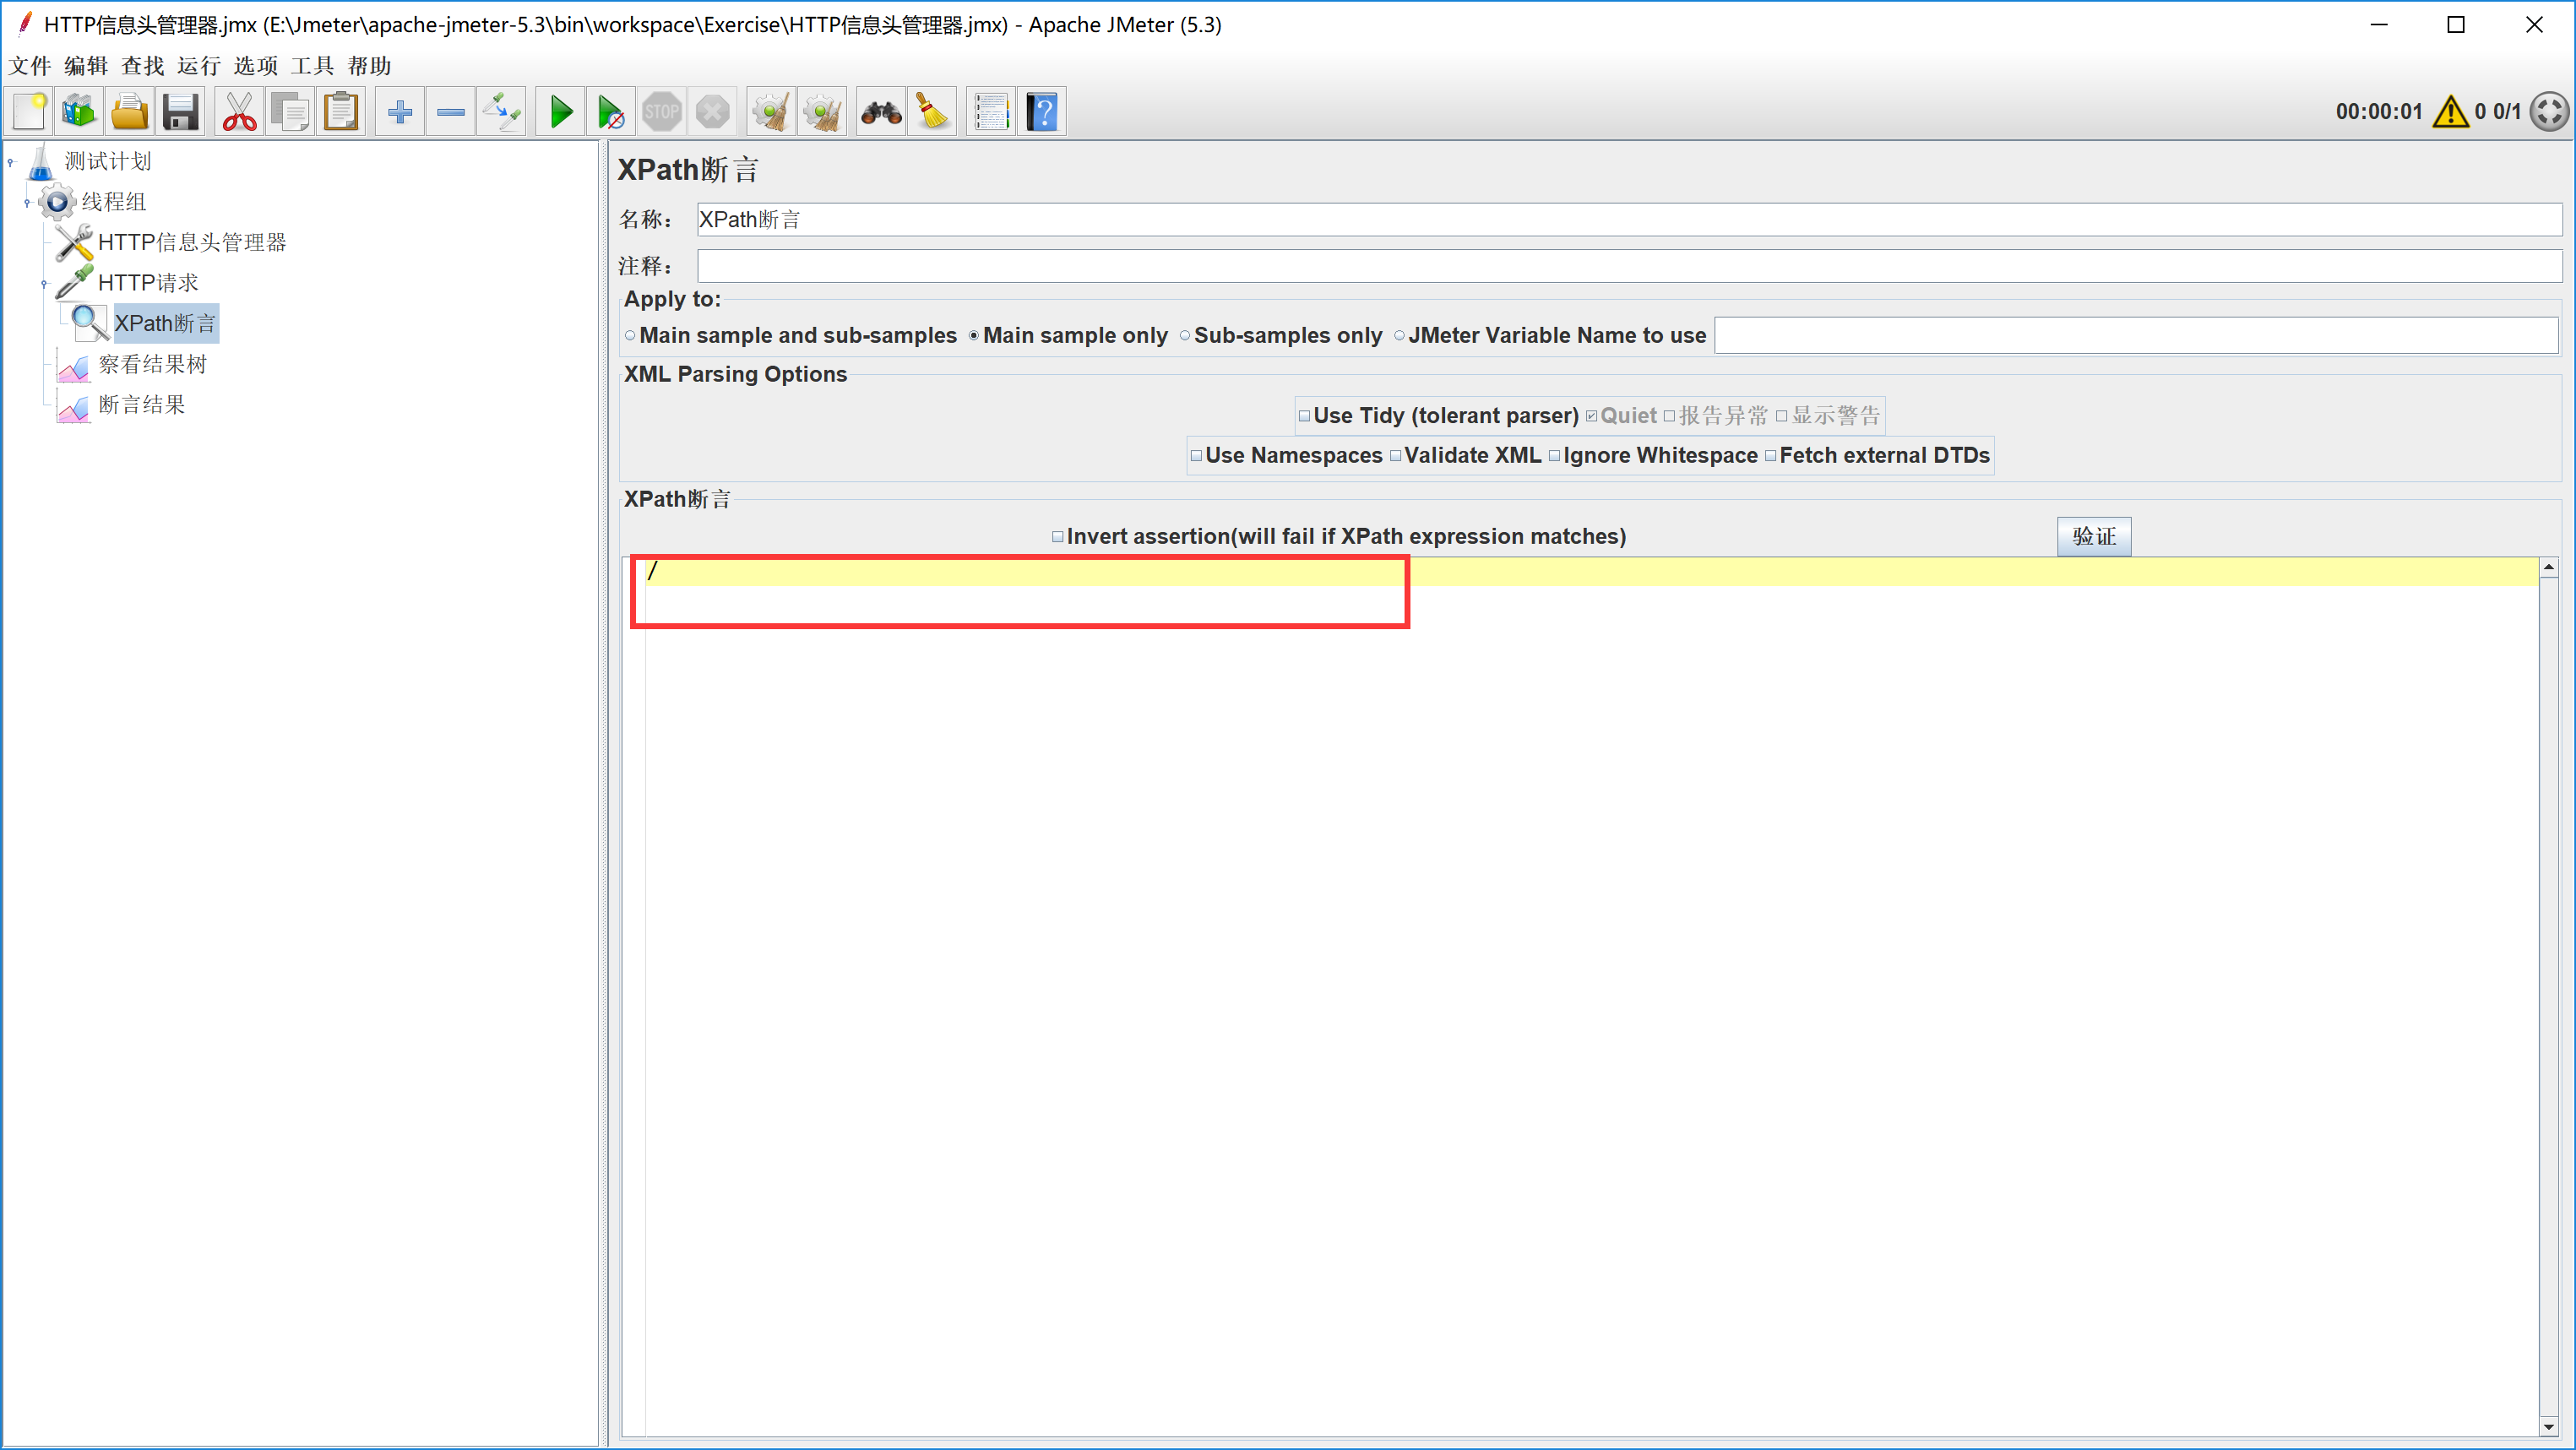 HTTP信息头管理器.jmx (E:\Jmeter\apache-jmeter-5.3\bin\workspace\Exercise\HTTP信息头管理器.jmx) - Apache JMeter (5.3)
文件 编辑 查找 运行 选项 工具 帮助
STOP
00:00:01 0 0/1
测试计划
线程组
HTTP信息头管理器
HTTP请求
XPath断言
察看结果树
断言结果
XPath断言
名称： XPath断言
注释：
Apply to:
Main sample and sub-samples Main sample only Sub-samples only JMeter Variable Name to use
XML Parsing Options
Use Tidy (tolerant parser) Quiet 报告异常 显示警告
Use Namespaces Validate XML Ignore Whitespace Fetch external DTDs
XPath断言
Invert assertion(will fail if XPath expression matches) 验证
/